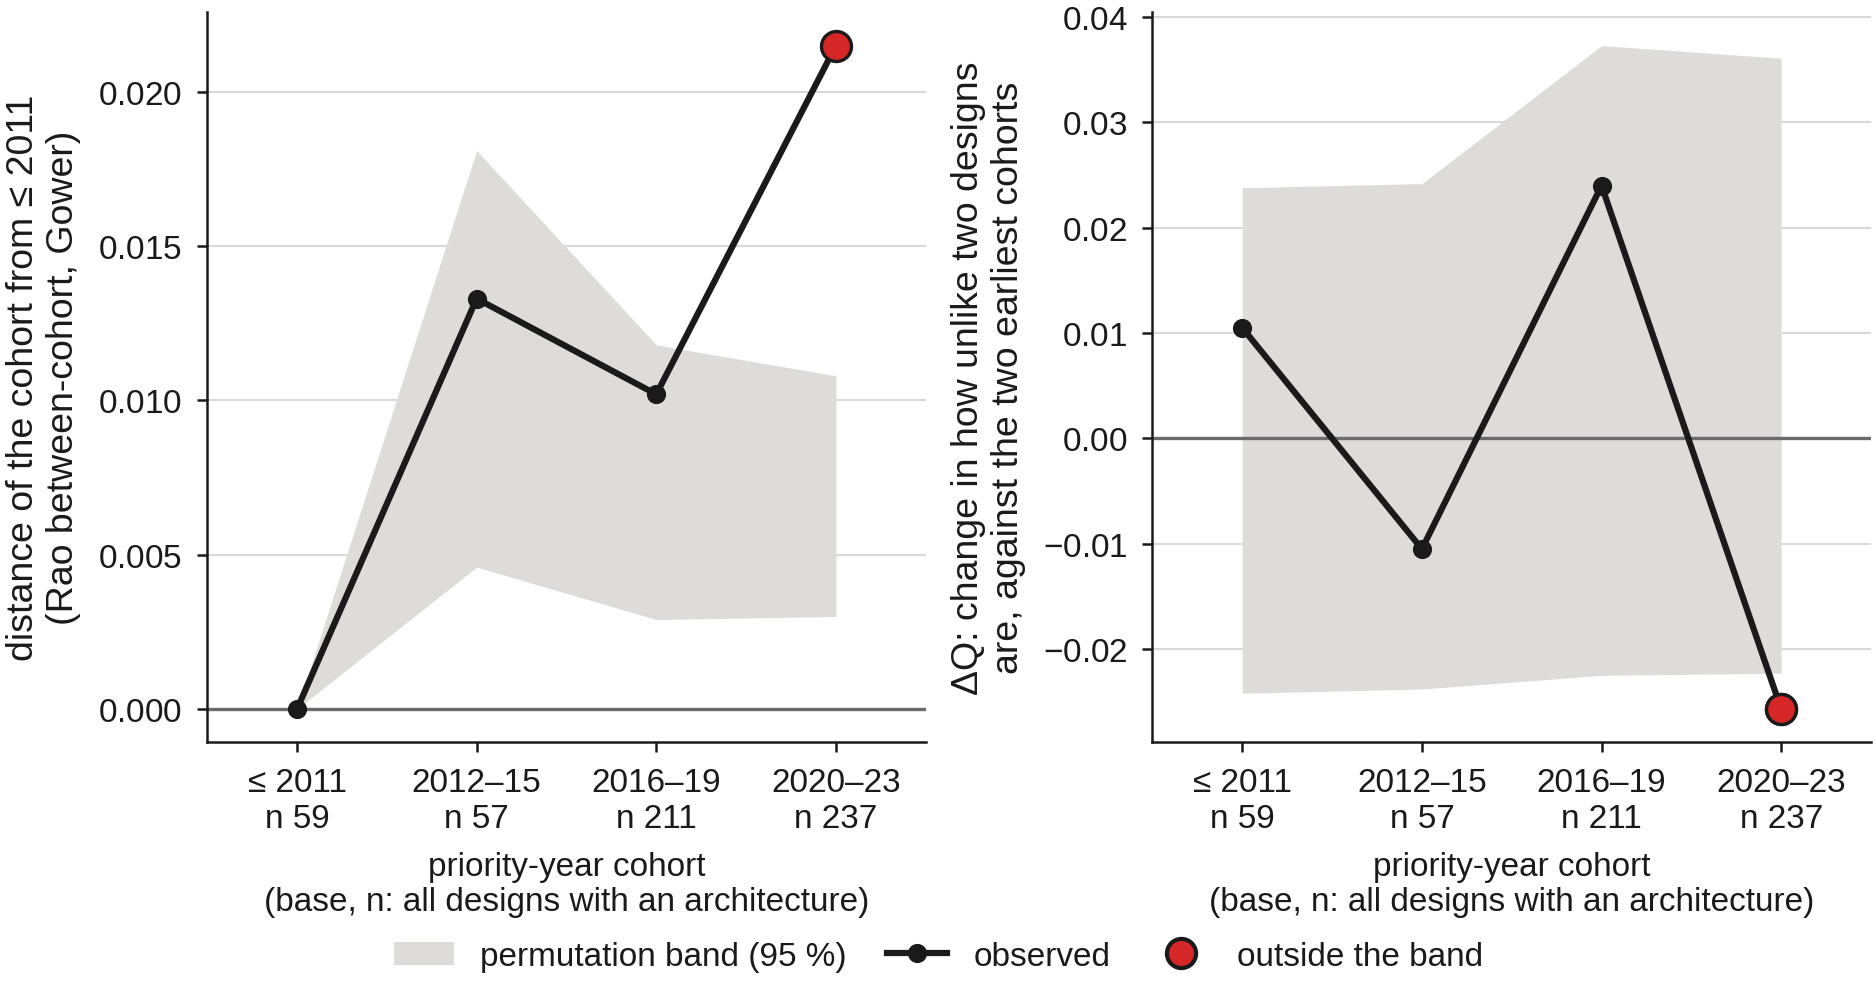 distance of the cohort from ≤ 2011
(Rao between-cohort, Gower)
0.020
0.015
0.010
0.005
0.000
≤ 2011
n 59
2012–15
n 57
2016–19
n 211
2020–23
n 237
priority-year cohort
(base, n: all designs with an architecture)
ΔQ: change in how unlike two designs
are, against the two earliest cohorts
0.04
0.03
0.02
0.01
0.00
−0.01
−0.02
≤ 2011
n 59
2012–15
n 57
2016–19
n 211
2020–23
n 237
priority-year cohort
(base, n: all designs with an architecture)
permutation band (95 %)
observed
outside the band